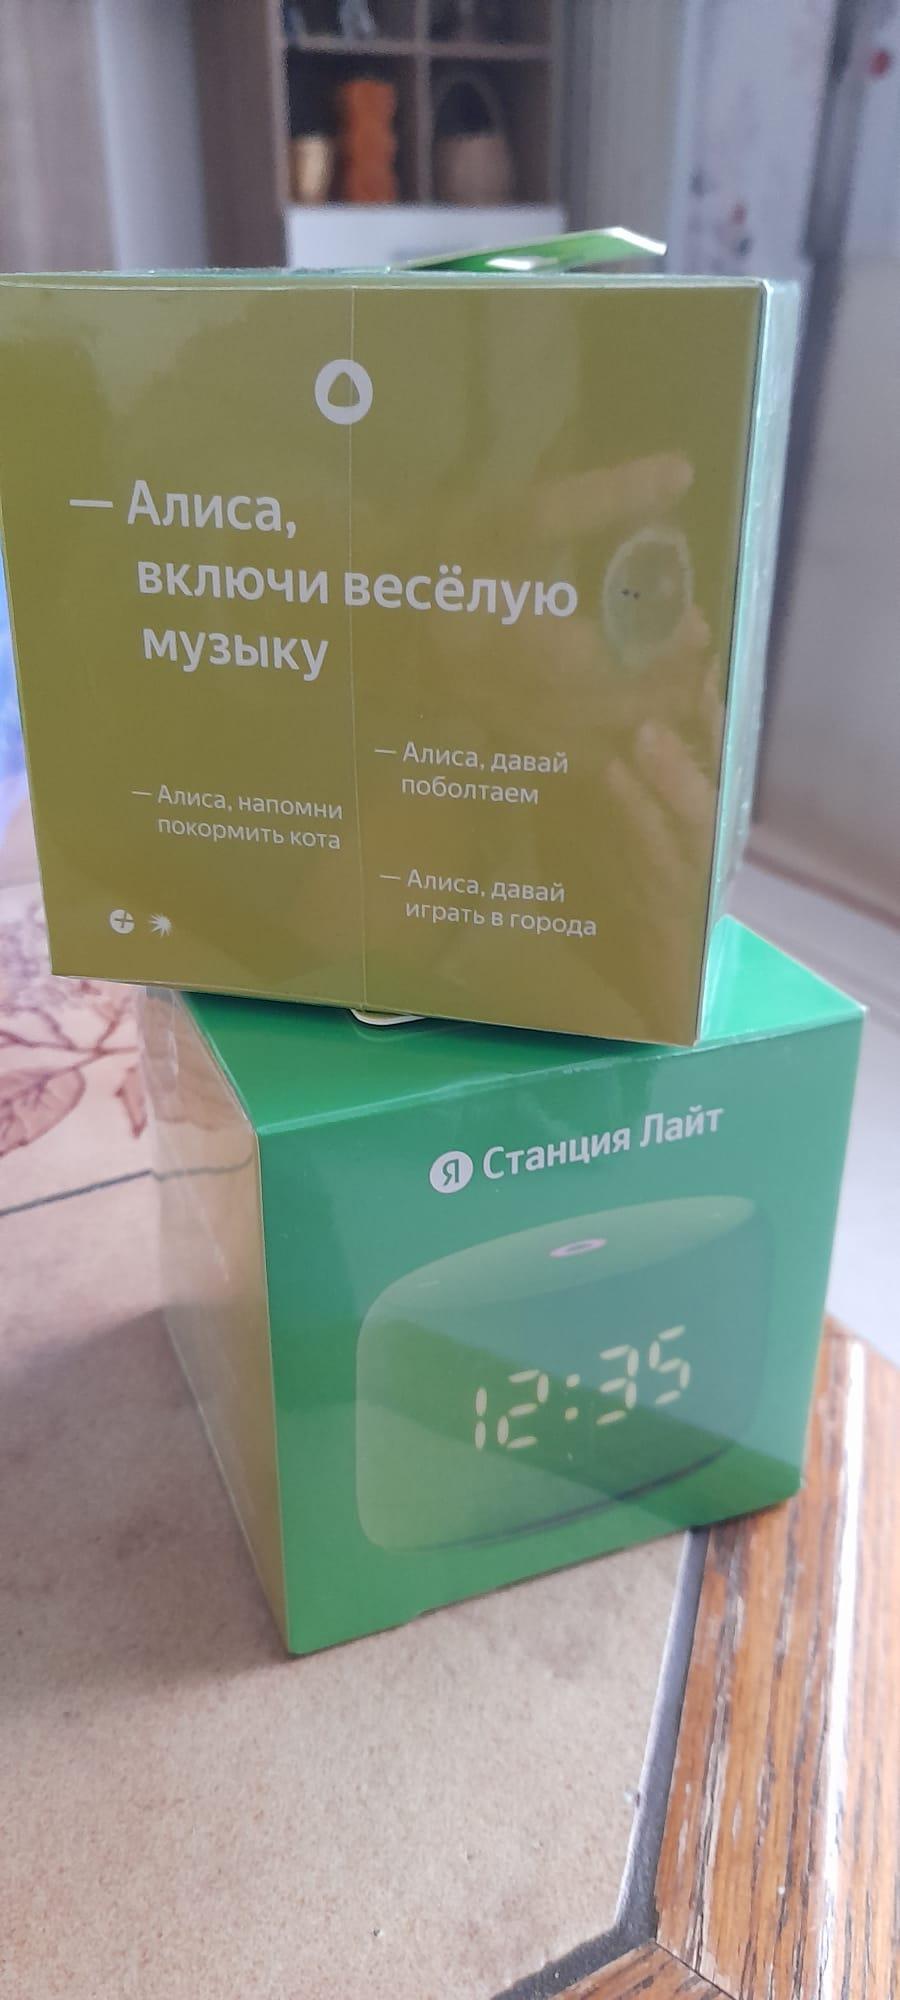 — Алиса,
включи весёлую
музыку
— Алиса, напомни
покормить кота
— Алиса, давай
поболтаем
— Алиса, давай
играть в города
Я Станция Лайт
12:35